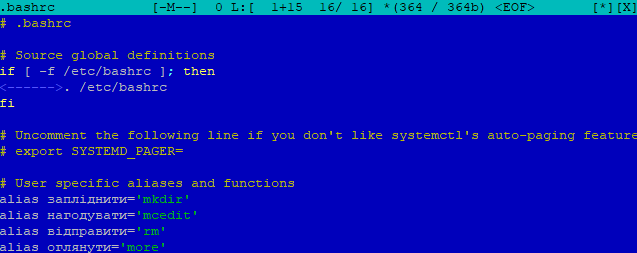 .bashrc [-M--] 0 L:[ 1+15 16/ 16] *(364 / 364b) <EOF> [*][X]
# .bashrc
# Source global definitions
if [ -f /etc/bashrc ]; then
<------>. /etc/bashrc
fi
# Uncomment the following line if you don't like systemctl's auto-paging feature
# export SYSTEMD_PAGER=
# User specific aliases and functions
alias запліднити='mkdir'
alias нагодувати='mcedit'
alias відправити='rm'
alias оглянути='more'